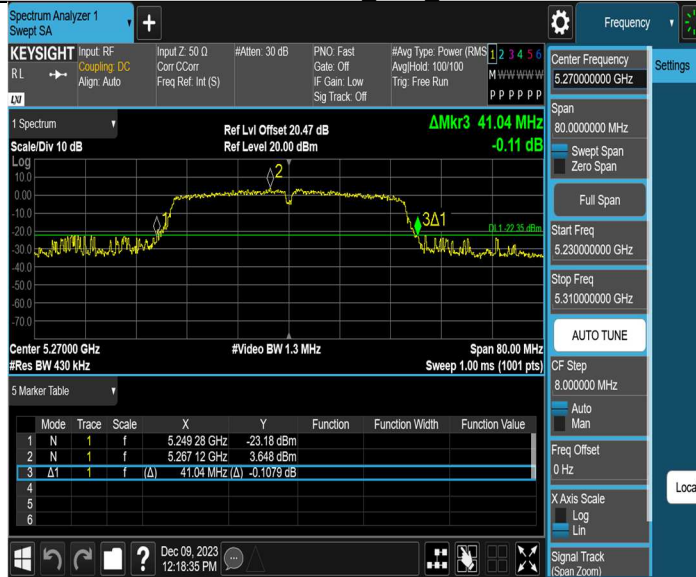 Spectrum Analyzer 1
Swept SA
Frequency
KEYSIGHT
RL
LXI
Input: RF
Coupling: DC
Align: Auto
Input Z: 50 Ω
Corr CCorr
Freq Ref: Int (S)
#Atten: 30 dB
PNO: Fast
Gate: Off
IF Gain: Low
Sig Track: Off
#Avg Type: Power (RMS
Avg|Hold: 100/100
Trig: Free Run
1 2 3 4 5 6
M W W W W W
P P P P P P
1 Spectrum
Scale/Div 10 dB
Ref Lvl Offset 20.47 dB
Ref Level 20.00 dBm
ΔMkr3 41.04 MHz
-0.11 dB
Log
10.0
0.00
-10.0
-20.0
-30.0
-40.0
-50.0
-60.0
-70.0
1
2
3Δ1
DL1 -22.35 dBm
Center 5.27000 GHz
#Video BW 1.3 MHz
Span 80.00 MHz
#Res BW 430 kHz
Sweep 1.00 ms (1001 pts)
5 Marker Table
Mode Trace Scale X Y Function Function Width Function Value
1 N 1 f 5.249 28 GHz -23.18 dBm
2 N 1 f 5.267 12 GHz 3.648 dBm
3 Δ1 1 f (Δ) 41.04 MHz (Δ) -0.1079 dB
4
5
6
Dec 09, 2023
12:18:35 PM
Center Frequency
5.270000000 GHz
Settings
Span
80.0000000 MHz
Swept Span
Zero Span
Full Span
Start Freq
5.230000000 GHz
Stop Freq
5.310000000 GHz
AUTO TUNE
CF Step
8.000000 MHz
Auto
Man
Freq Offset
0 Hz
X Axis Scale
Log
Lin
Signal Track
(Span Zoom)
Loca